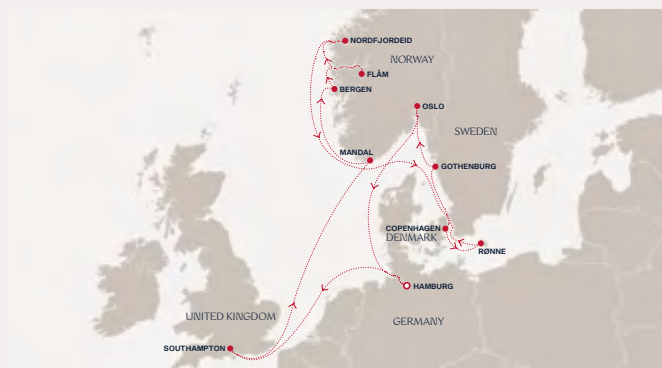 NORDFJORDEID
NORWAY
FLÅM
BERGEN
OSLO
SWEDEN
MANDAL
GOTHENBURG
COPENHAGEN
DENMARK
RØNNE
HAMBURG
UNITED KINGDOM
GERMANY
SOUTHAMPTON